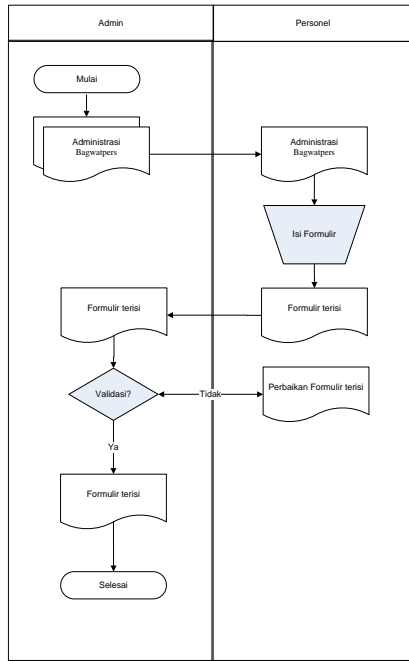 Admin
Personel
Mulai
Administrasi
Bagwatpers
Administrasi
Bagwatpers
Isi Formulir
Formulir terisi
Formulir terisi
Validasi?
Tidak
Perbaikan Formulir terisi
Ya
Formulir terisi
Selesai